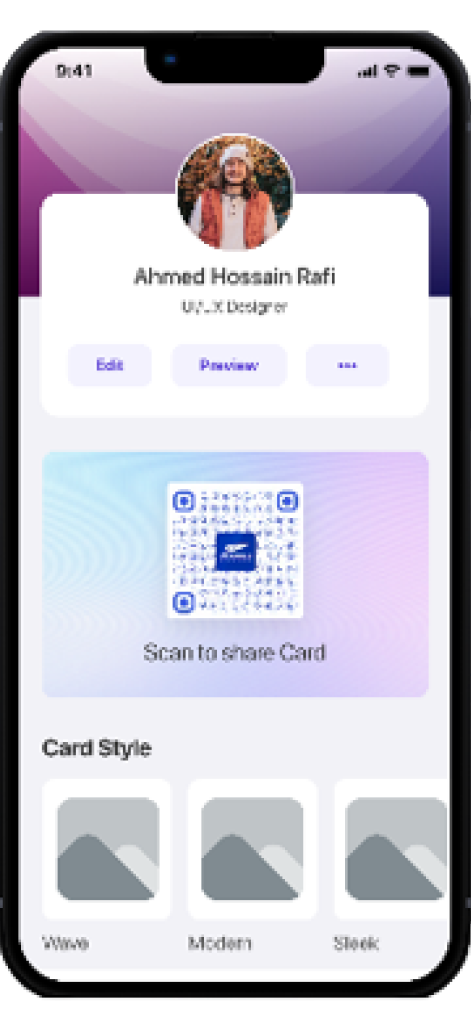 9:41
Ahmed Hossain Rafi
UI/UX Designer
Edit Preview ...
Scan to share Card
Card Style
Wave Modern Sleek